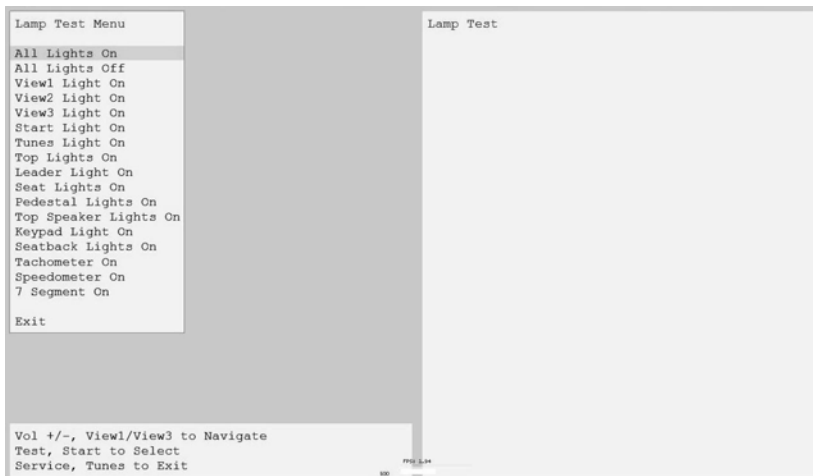 Lamp Test Menu
All Lights On
All Lights Off
View1 Light On
View2 Light On
View3 Light On
Start Light On
Tunes Light On
Top Lights On
Leader Light On
Seat Lights On
Pedestal Lights On
Top Speaker Lights On
Keypad Light On
Seatback Lights On
Tachometer On
Speedometer On
7 Segment On
Exit
Vol +/-, View1/View3 to Navigate
Test, Start to Select
Service, Tunes to Exit
Lamp Test